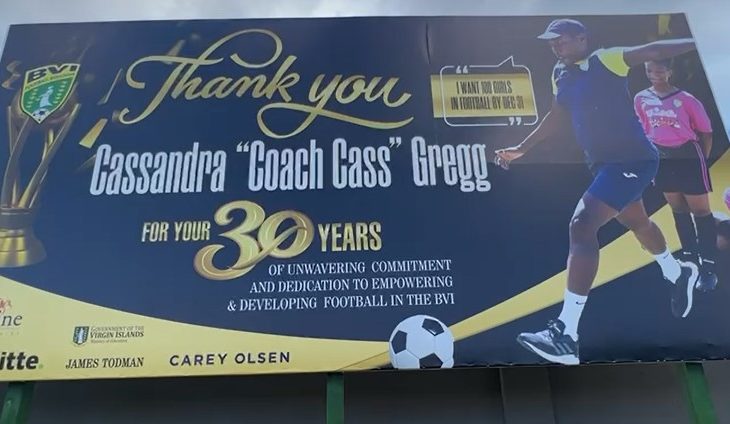 BVI
Thank you
"I WANT 100 GIRLS
IN FOOTBALL BY DEC 31"
Cassandra "Coach Cass" Gregg
FOR YOUR 30 YEARS
OF UNWAVERING COMMITMENT
AND DEDICATION TO EMPOWERING
& DEVELOPING FOOTBALL IN THE BVI
GOVERNMENT OF THE
VIRGIN ISLANDS
JAMES TODMAN
CAREY OLSEN